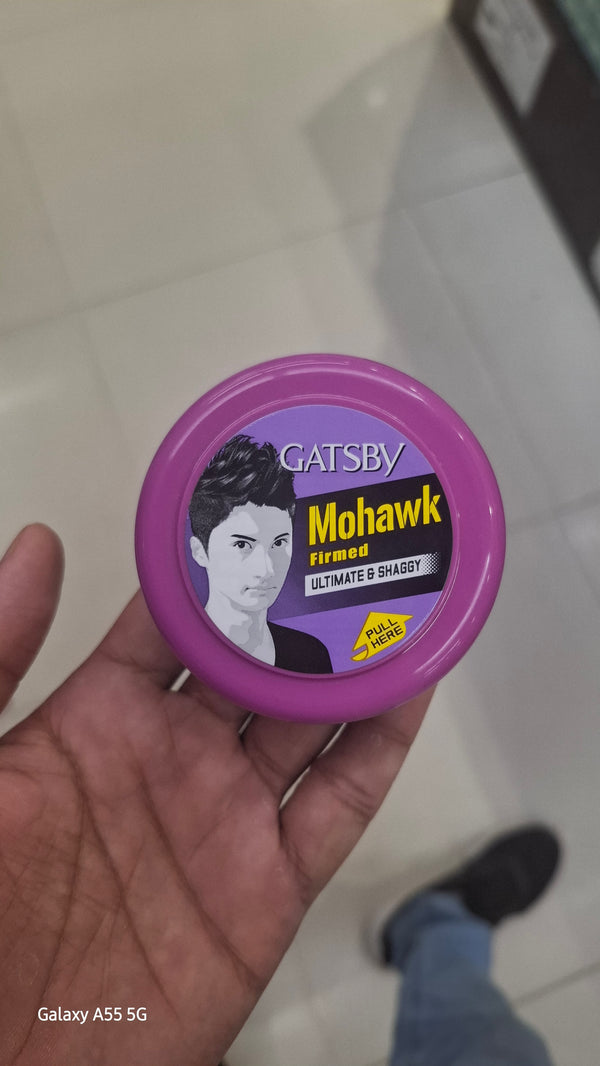 GATSBY
Mohawk
Firmed
ULTIMATE & SHAGGY
PULL
HERE
Galaxy A55 5G